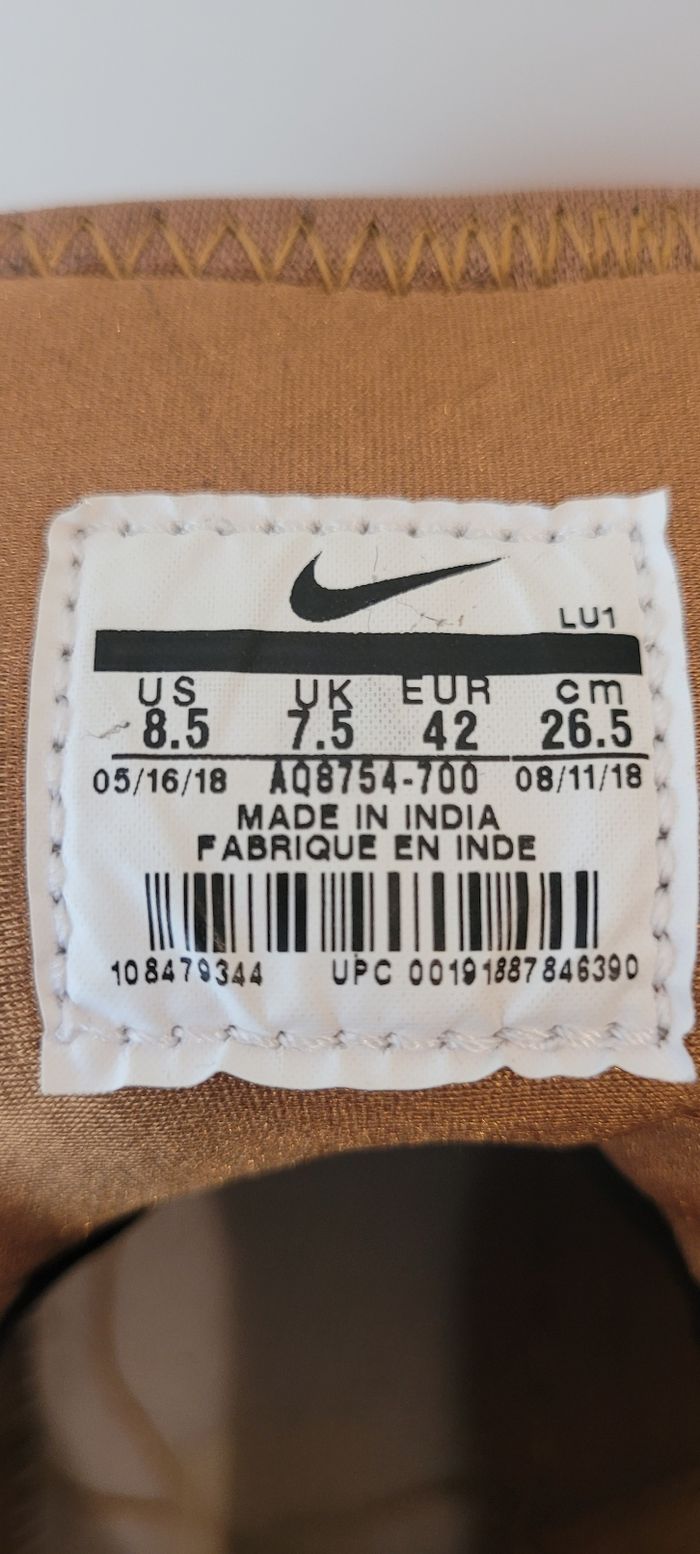 LU1
US UK EUR cm
8.5 7.5 42 26.5
05/16/18 AQ8754-700 08/11/18
MADE IN INDIA
FABRIQUE EN INDE
108479344 UPC 00191887846390